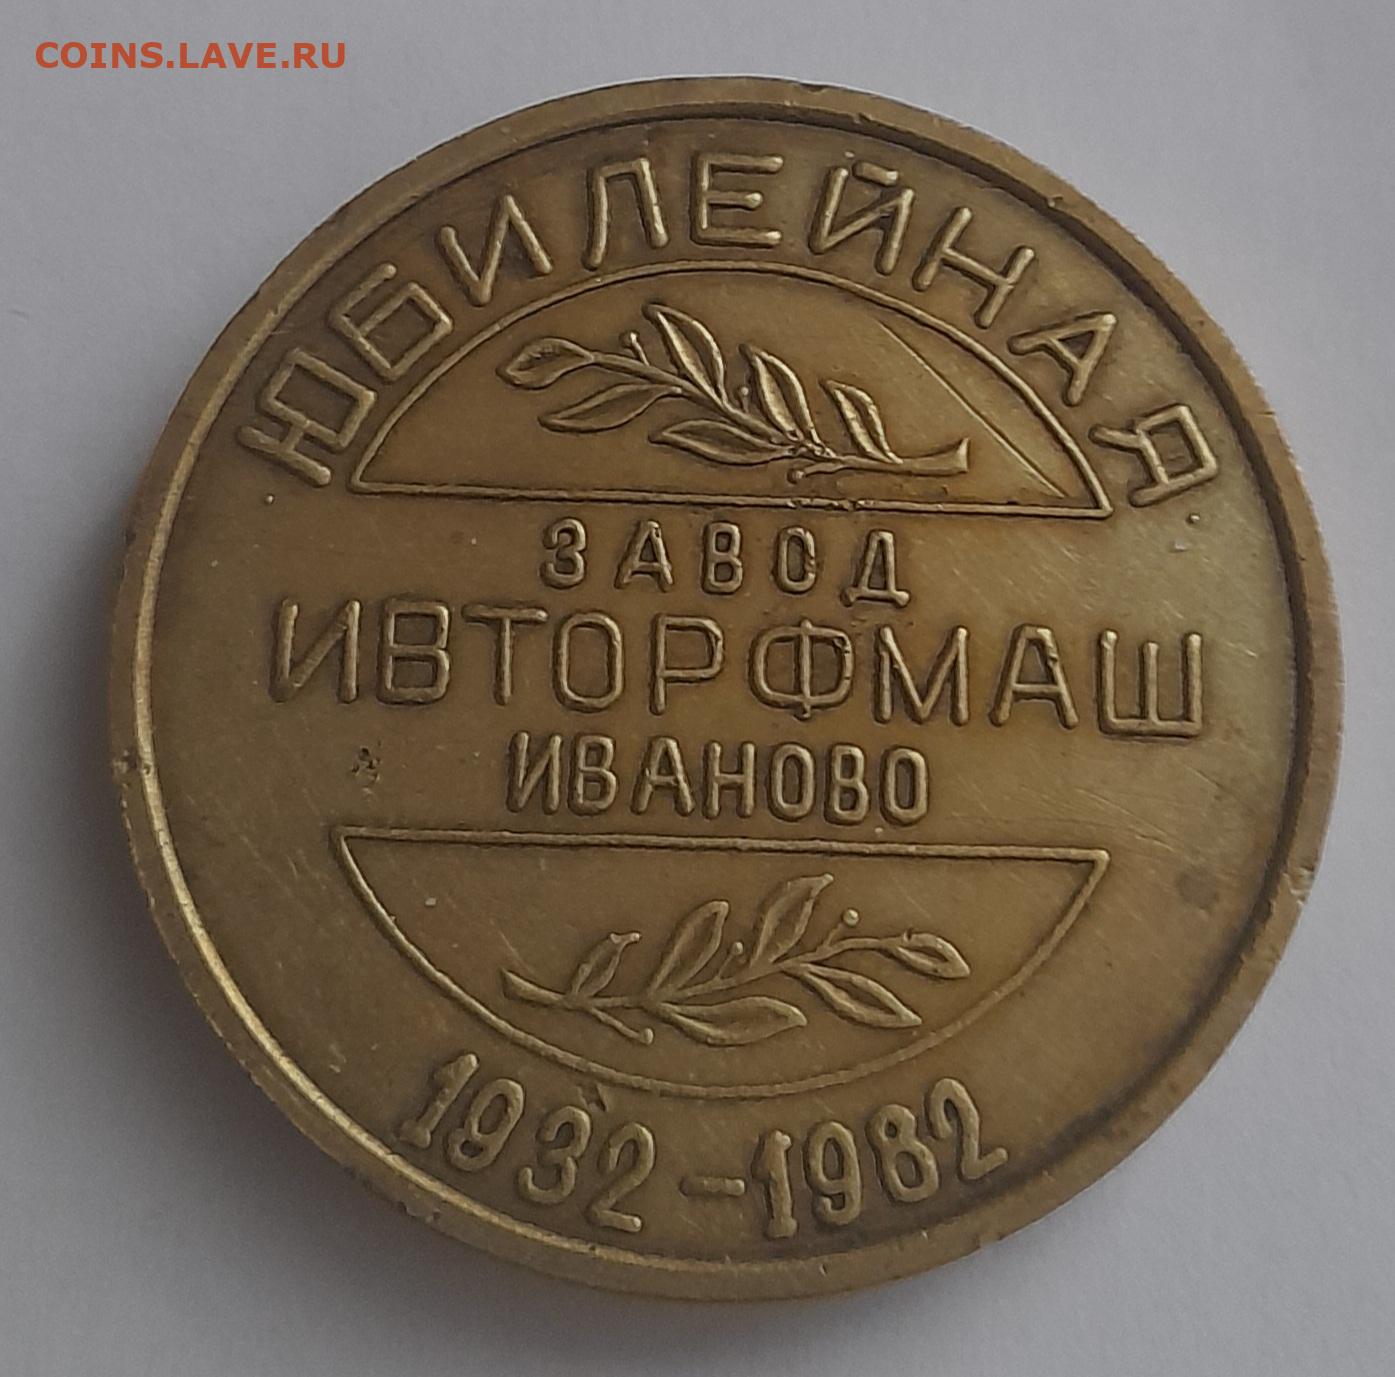 COINS.LAVE.RU
ЮБИЛЕЙНАЯ
ЗАВОД
ИВТОРФМАШ
ИВАНОВО
1932-1982